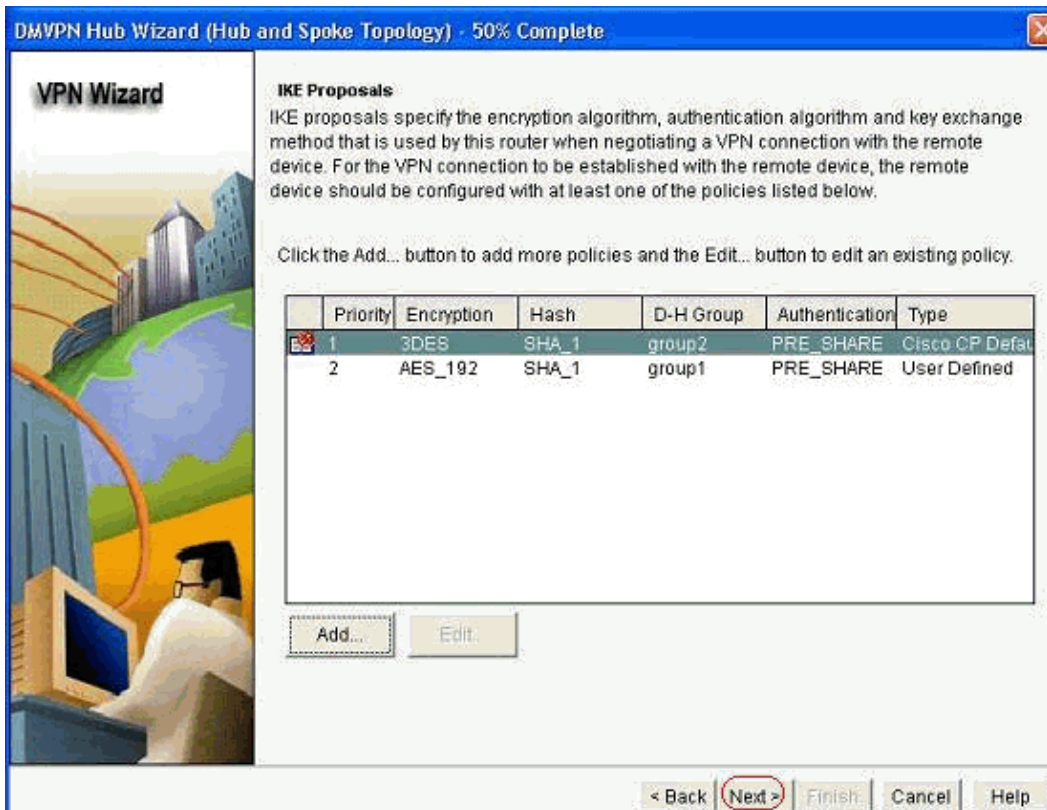 DMVPN Hub Wizard (Hub and Spoke Topology) - 50% Complete
VPN Wizard
IKE Proposals
IKE proposals specify the encryption algorithm, authentication algorithm and key exchange
method that is used by this router when negotiating a VPN connection with the remote
device. For the VPN connection to be established with the remote device, the remote
device should be configured with at least one of the policies listed below.
Click the Add... button to add more policies and the Edit... button to edit an existing policy.
Priority Encryption Hash D-H Group Authentication Type
1 3DES SHA_1 group2 PRE_SHARE Cisco CP Defau
2 AES_192 SHA_1 group1 PRE_SHARE User Defined
Add... Edit...
< Back Next > Finish Cancel Help